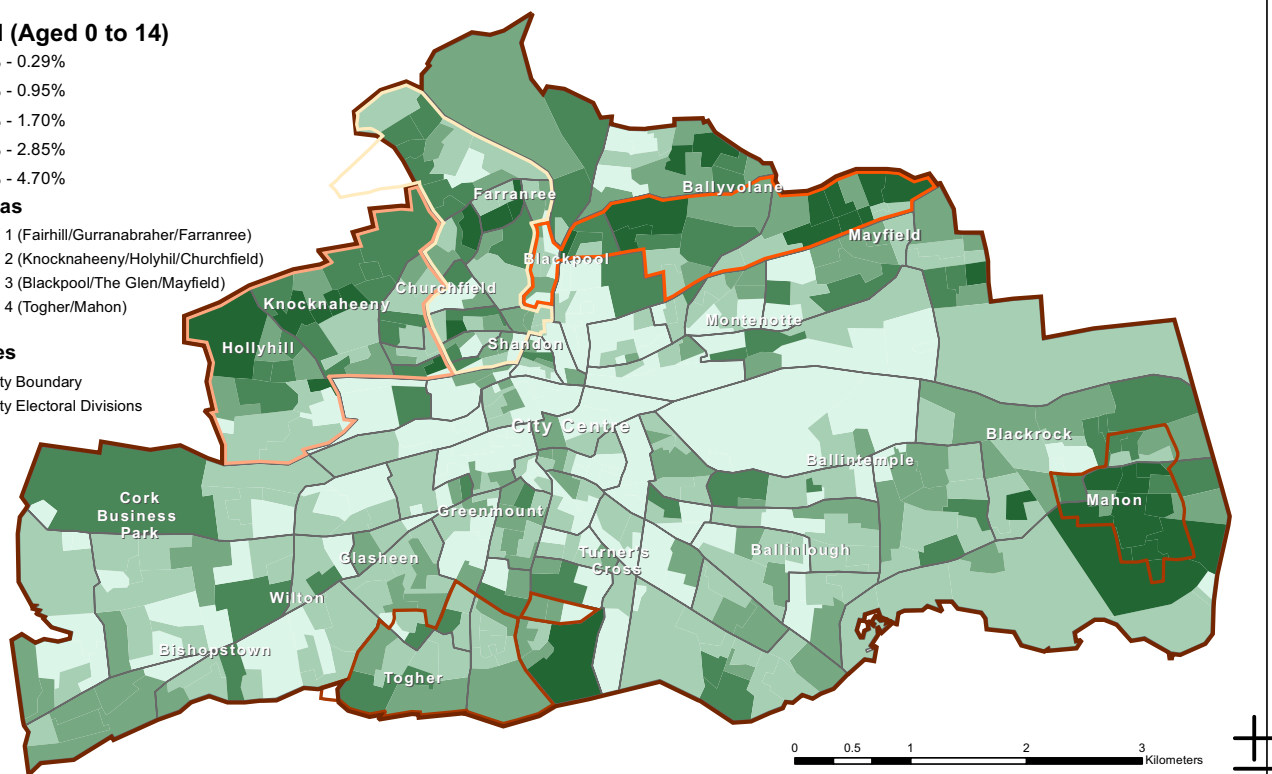 (Aged 0 to 14)
- 0.29%
- 0.95%
- 1.70%
- 2.85%
- 4.70%
as
1 (Fairhill/Gurranabraher/Farranree)
2 (Knocknaheeny/Holyhil/Churchfield)
3 (Blackpool/The Glen/Mayfield)
4 (Togher/Mahon)
es
ty Boundary
ty Electoral Divisions
Ballyvolane
Farranree
Mayfield
Blackpool
Churchfield
Knocknaheeny
Montenotte
Shandon
Hollyhill
City Centre
Blackrock
Ballintemple
Cork
Business
Park
Mahon
Greenmount
Glasheen
Turner's
Cross
Ballinlough
Wilton
Bishopstown
Togher
0 0.5 1 2 3
Kilometers